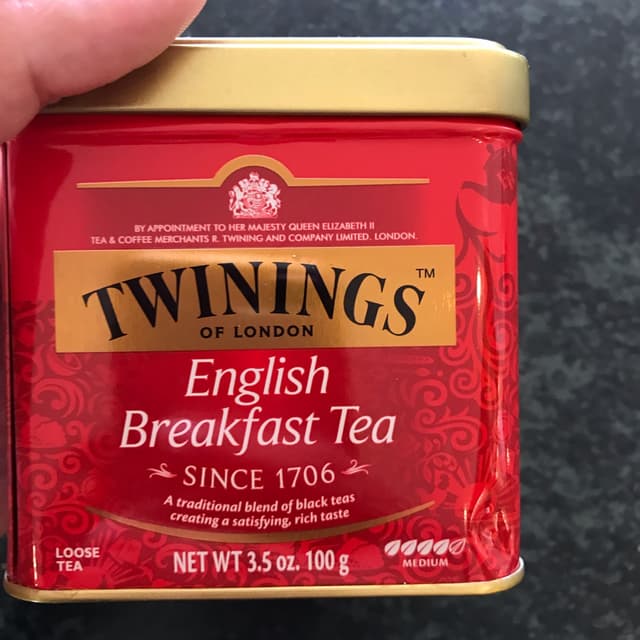 BY APPOINTMENT TO HER MAJESTY QUEEN ELIZABETH II
TEA & COFFEE MERCHANTS R. TWINING AND COMPANY LIMITED. LONDON.
TWININGS™
OF LONDON
English
Breakfast Tea
SINCE 1706
A traditional blend of black teas
creating a satisfying, rich taste
LOOSE
TEA
NET WT 3.5 oz. 100 g
MEDIUM